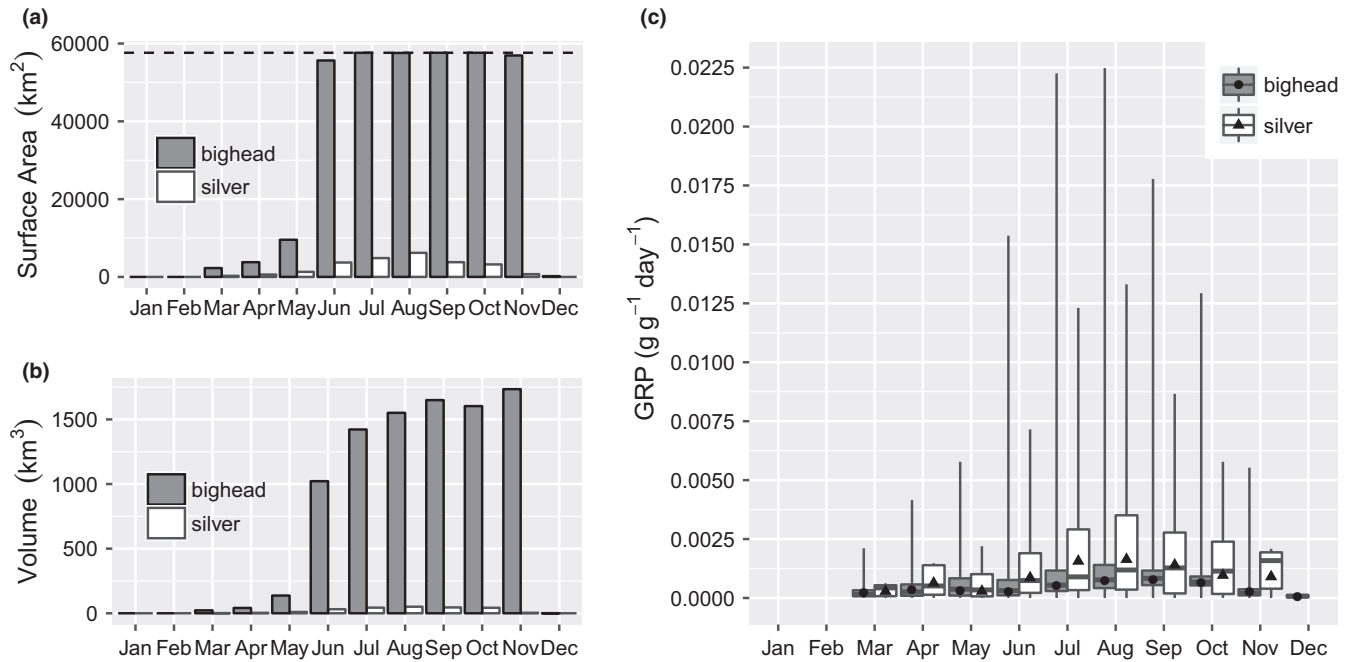 (a)
60000
40000
20000
0
Surface Area (km²)
bighead
silver
Jan Feb Mar Apr May Jun Jul Aug Sep Oct Nov Dec
(b)
1500
1000
500
0
Volume (km³)
bighead
silver
Jan Feb Mar Apr May Jun Jul Aug Sep Oct Nov Dec
(c)
0.0225
0.0200
0.0175
0.0150
0.0125
0.0100
0.0075
0.0050
0.0025
0.0000
GRP (g g⁻¹ day⁻¹)
bighead
silver
Jan Feb Mar Apr May Jun Jul Aug Sep Oct Nov Dec